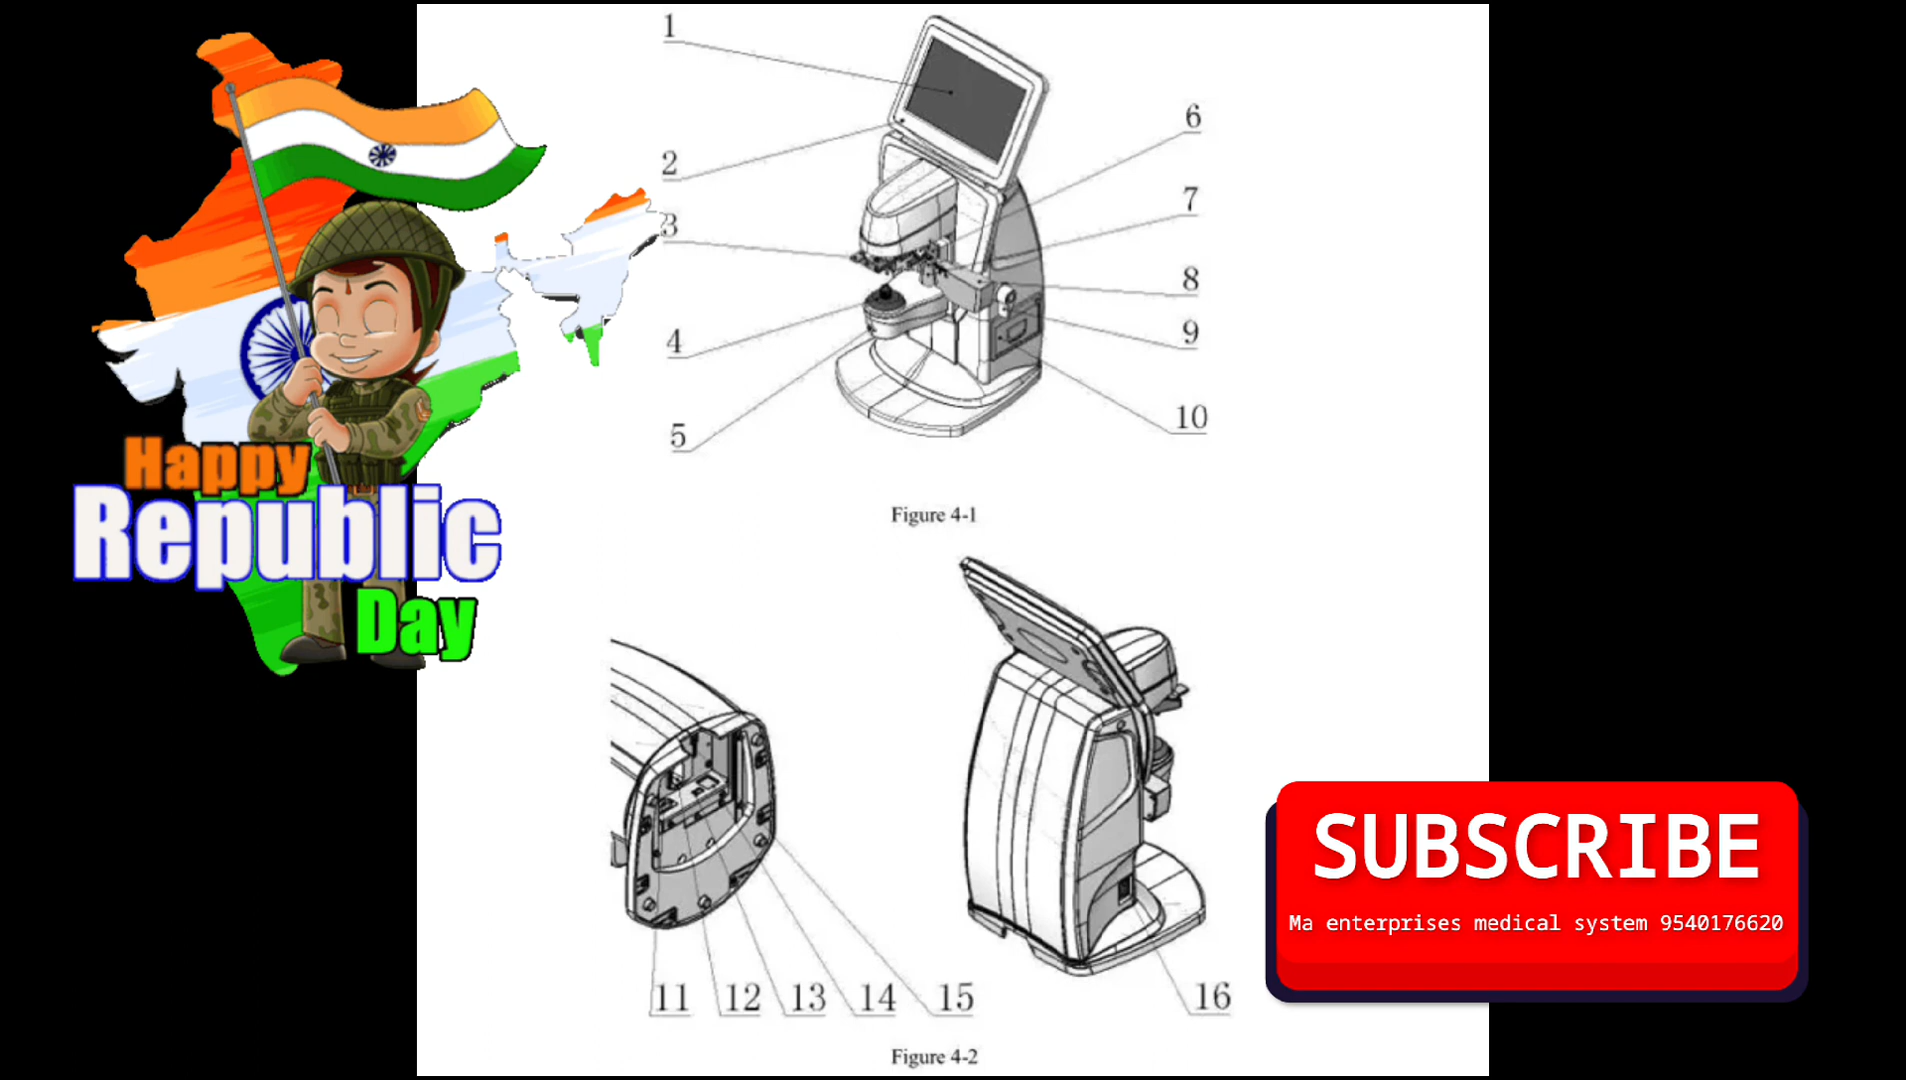 1
2
3
4
5
6
7
8
9
10
Figure 4-1
Happy
Republic
Day
11 12 13 14 15
16
Figure 4-2
SUBSCRIBE
Ma enterprises medical system 9540176620